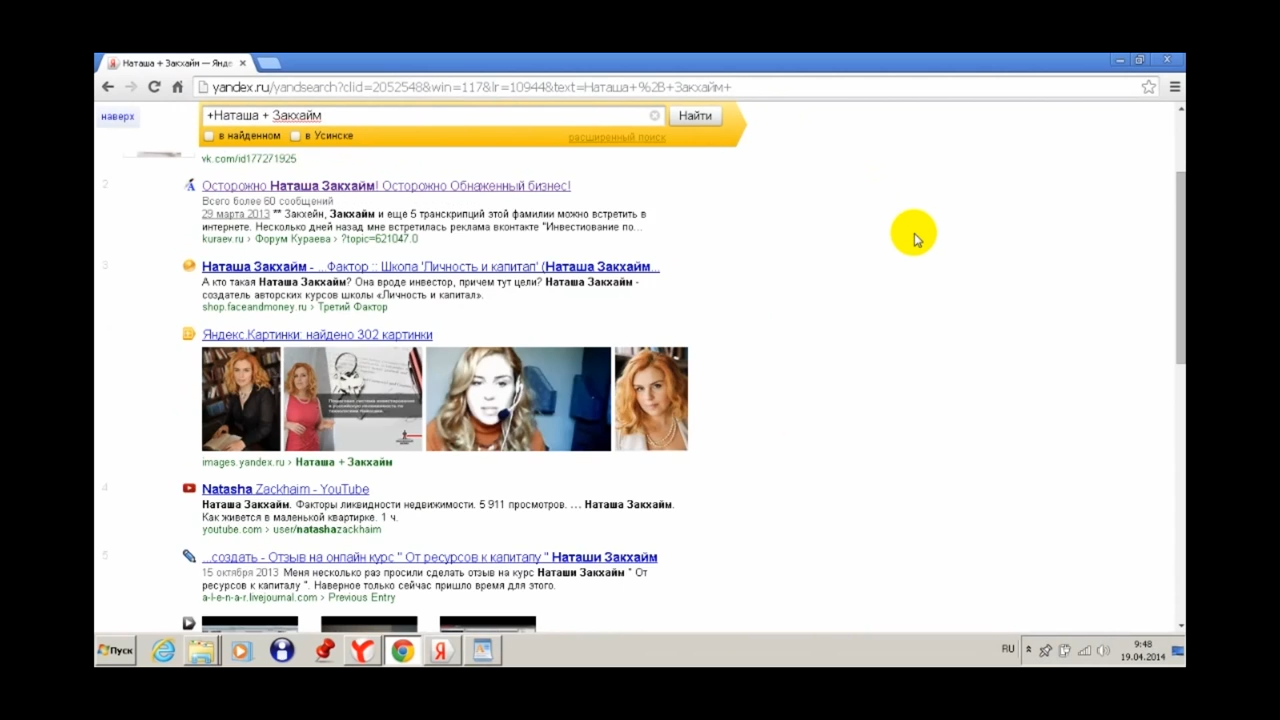 Наташа + Закхайм — Янде
yandex.ru/yandsearch?clid=2052548&win=117&lr=10944&text=Наташа+%2B+Закхайм+
наверх
+Наташа + Закхайм
Найти
в найденном
в Усинске
расширенный поиск
vk.com/id177271925
2
Осторожно Наташа Закхайм! Осторожно Обнаженный бизнес!
Всего более 60 сообщений
29 марта 2013 ** Закхейн, Закхайм и еще 5 транскрипций этой фамилии можно встретить в
интернете. Несколько дней назад мне встретилась реклама вконтакте "Инвестиование по...
kuraev.ru › Форум Кураева › ?topic=621047.0
3
Наташа Закхайм - ...Фактор :: Школа 'Личность и капитал' (Наташа Закхайм...
А кто такая Наташа Закхайм? Она вроде инвестор, причем тут цели? Наташа Закхайм -
создатель авторских курсов школы «Личность и капитал».
shop.faceandmoney.ru › Третий Фактор
Яндекс.Картинки: найдено 302 картинки
images.yandex.ru › Наташа + Закхайм
4
Natasha Zackhaim - YouTube
Наташа Закхайм. Факторы ликвидности недвижимости. 5 911 просмотров. ... Наташа Закхайм.
Как живется в маленькой квартирке. 1 ч.
youtube.com › user/natashazackhaim
5
...создать - Отзыв на онлайн курс " От ресурсов к капиталу " Наташи Закхайм
15 октября 2013 Меня несколько раз просили сделать отзыв на курс Наташи Закхайм " От
ресурсов к капиталу ". Наверное только сейчас пришло время для этого.
a-l-e-n-a-r.livejournal.com › Previous Entry
Пуск
RU
9:48
19.04.2014